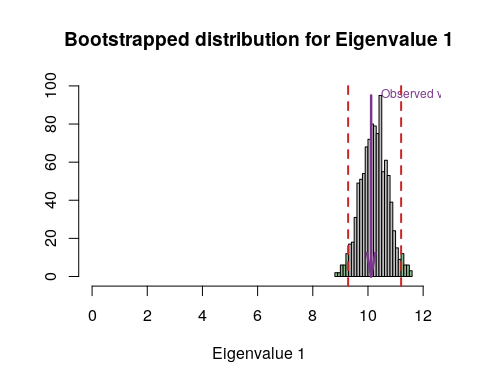 Bootstrapped distribution for Eigenvalue 1
Observed v
100
80
60
40
20
0
0 2 4 6 8 10 12
Eigenvalue 1